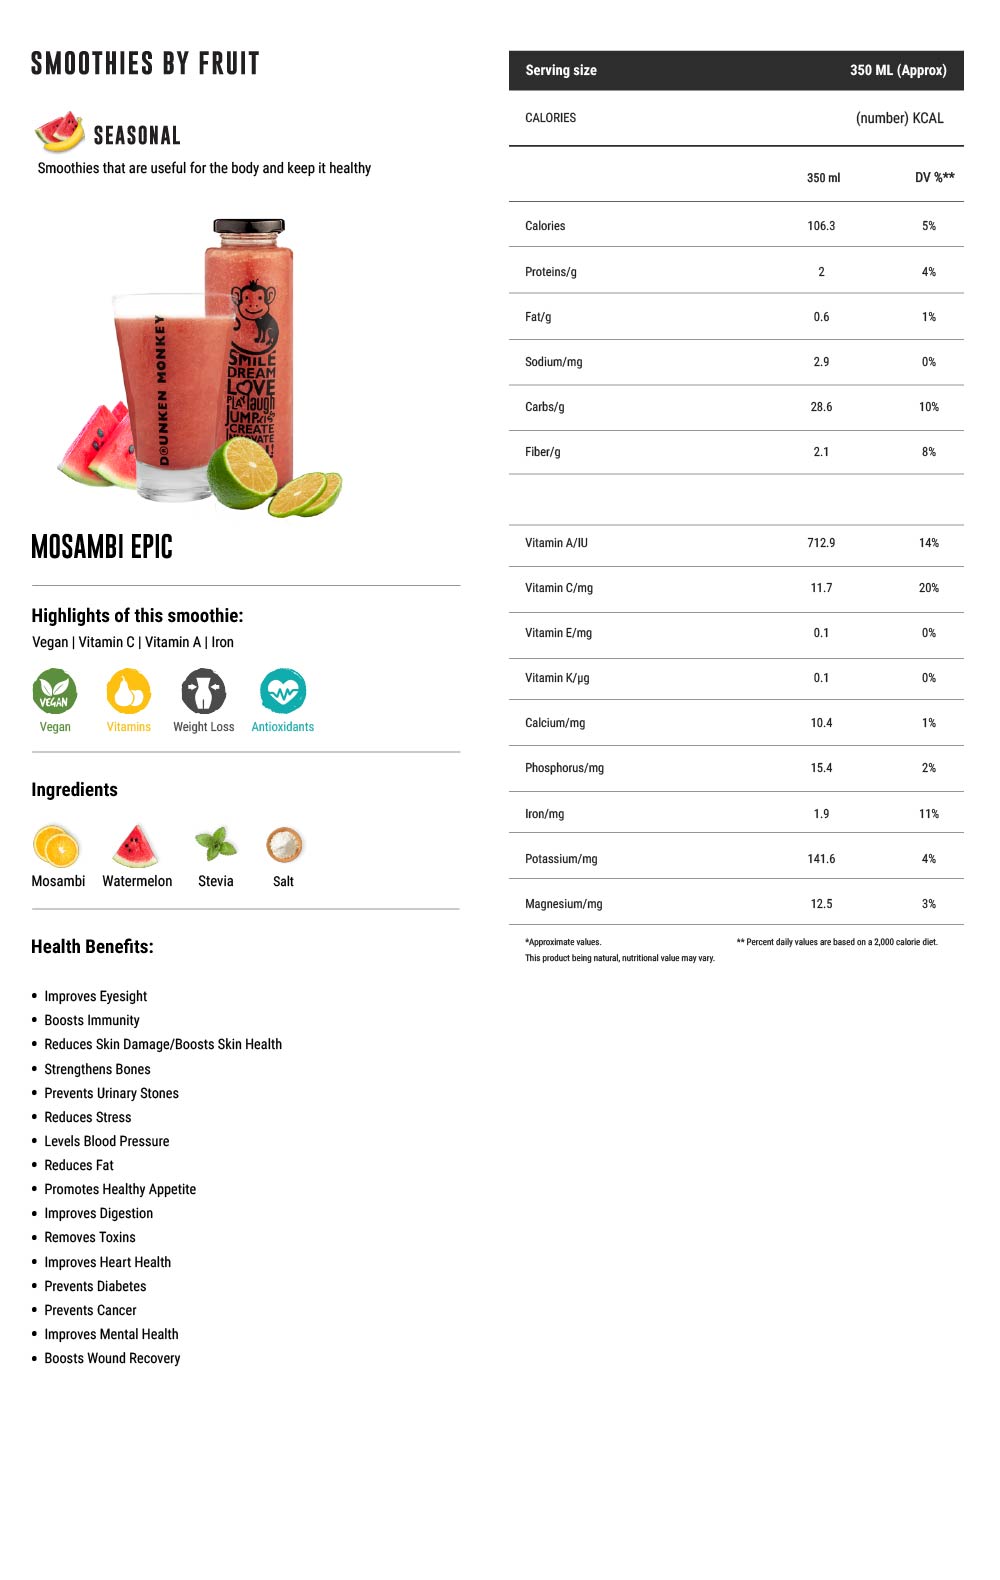 SMOOTHIES BY FRUIT
SEASONAL
Smoothies that are useful for the body and keep it healthy
DRUNKEN MONKEY
SMILE
DREAM
LOVE
PLAY laugh
JUMP
CREATE
INNOVATE
MOSAMBI EPIC
Highlights of this smoothie:
Vegan | Vitamin C | Vitamin A | Iron
VEGAN
Vegan Vitamins Weight Loss Antioxidants
Ingredients
Mosambi Watermelon Stevia Salt
Health Benefits:
• Improves Eyesight
• Boosts Immunity
• Reduces Skin Damage/Boosts Skin Health
• Strengthens Bones
• Prevents Urinary Stones
• Reduces Stress
• Levels Blood Pressure
• Reduces Fat
• Promotes Healthy Appetite
• Improves Digestion
• Removes Toxins
• Improves Heart Health
• Prevents Diabetes
• Prevents Cancer
• Improves Mental Health
• Boosts Wound Recovery
Serving size 350 ML (Approx)
CALORIES (number) KCAL
350 ml DV %**
Calories 106.3 5%
Proteins/g 2 4%
Fat/g 0.6 1%
Sodium/mg 2.9 0%
Carbs/g 28.6 10%
Fiber/g 2.1 8%
Vitamin A/IU 712.9 14%
Vitamin C/mg 11.7 20%
Vitamin E/mg 0.1 0%
Vitamin K/µg 0.1 0%
Calcium/mg 10.4 1%
Phosphorus/mg 15.4 2%
Iron/mg 1.9 11%
Potassium/mg 141.6 4%
Magnesium/mg 12.5 3%
*Approximate values. ** Percent daily values are based on a 2,000 calorie diet.
This product being natural, nutritional value may vary.